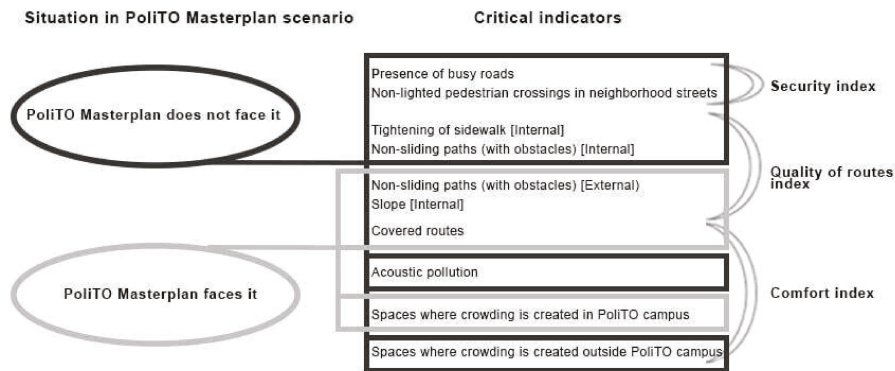 Situation in PoliTO Masterplan scenario
Critical indicators
PoliTO Masterplan does not face it
Presence of busy roads
Non-lighted pedestrian crossings in neighborhood streets
Tightening of sidewalk [Internal]
Non-sliding paths (with obstacles) [Internal]
Non-sliding paths (with obstacles) [External)
Slope [Internal]
Covered routes
PoliTO Masterplan faces it
Acoustic pollution
Spaces where crowding is created in PoliTO campus
Spaces where crowding is created outside PoliTO campus
Security index
Quality of routes
index
Comfort index